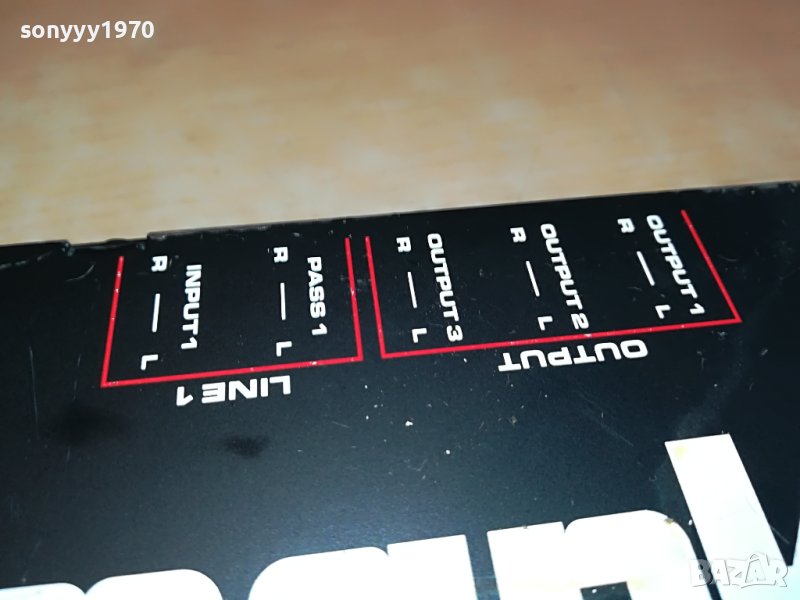 sonyyy1970
OUTPUT 1
R — L
OUTPUT 2
R — L
OUTPUT 3
R — L
OUTPUT
PASS 1
R — L
INPUT 1
R — L
LINE 1
BAZAR